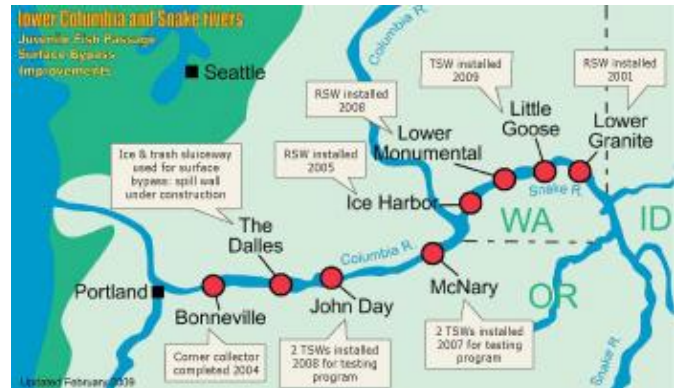 lower Columbia and Snake rivers
Juvenile Fish Passage
Surface Bypass
Improvements
Seattle
Columbia R.
RSW installed
2008
TSW installed
2009
RSW installed
2001
Little
Goose
Lower
Granite
Lower
Monumental
Ice & trash sluiceway
used for surface
bypass: spill wall
under construction
RSW installed
2005
Ice Harbor
Snake R.
WA
ID
The
Dalles
Columbia R.
Portland
Bonneville
John Day
McNary
OR
Corner collector
completed 2004
2 TSWs installed
2008 for testing
program
2 TSWs installed
2007 for testing
program
Snake R.
Updated February 2009